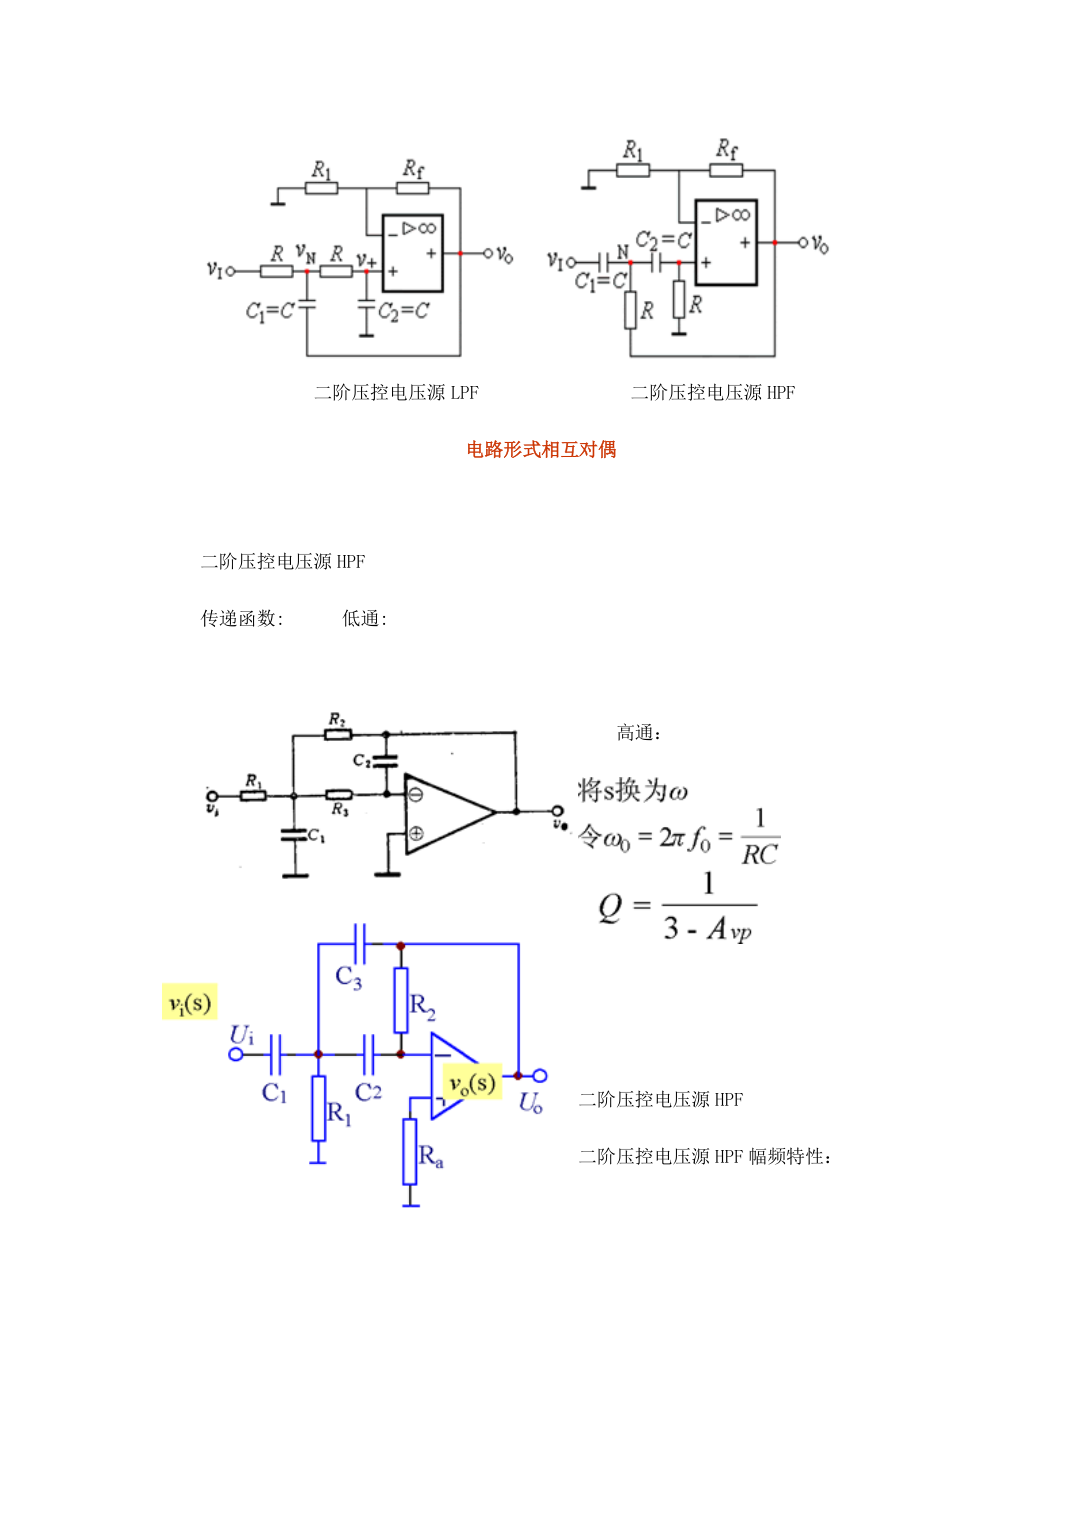 R1 Rf
▷∞
−
+
vI R vN R v+ + vO
C1=C C2=C
R1 Rf
▷∞
−
+
vI N C2=C + vO
C1=C R R
二阶压控电压源 LPF 二阶压控电压源 HPF
电路形式相互对偶
二阶压控电压源 HPF
传递函数: 低通:
高通:
R2
C2
R1
R3
vi
C1
−
+
vo
将s换为ω
令ω0 = 2π f0 = 1/RC
Q = 1/(3 - Avp)
C3
vi(s)
R2
Ui
C1 C2
−
vo(s)
R1
Uo
Ra
二阶压控电压源 HPF
二阶压控电压源 HPF 幅频特性: